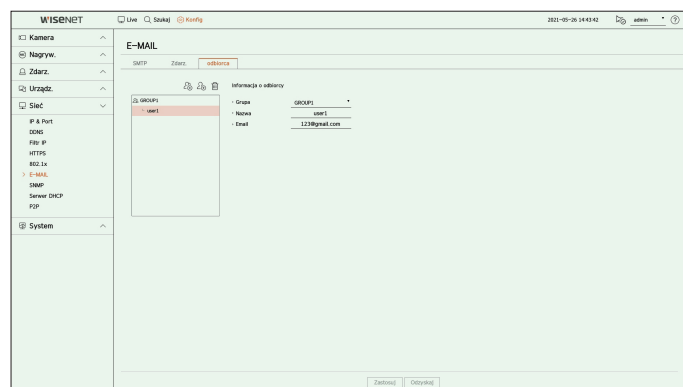 WISENET
Live Szukaj Konfig 2021-05-26 14:43:42 admin
Kamera
Nagryw.
Zdarz.
Urządz.
Sieć
IP & Port
DDNS
Filtr IP
HTTPS
802.1x
> E-MAIL
SNMP
Serwer DHCP
P2P
System
E-MAIL
SMTP Zdarz. odbiorca
GROUP1
user1
Informacja o odbiorcy
• Grupa GROUP1
• Nazwa user1
• Email 123@gmail.com
Zastosuj Odzyskaj